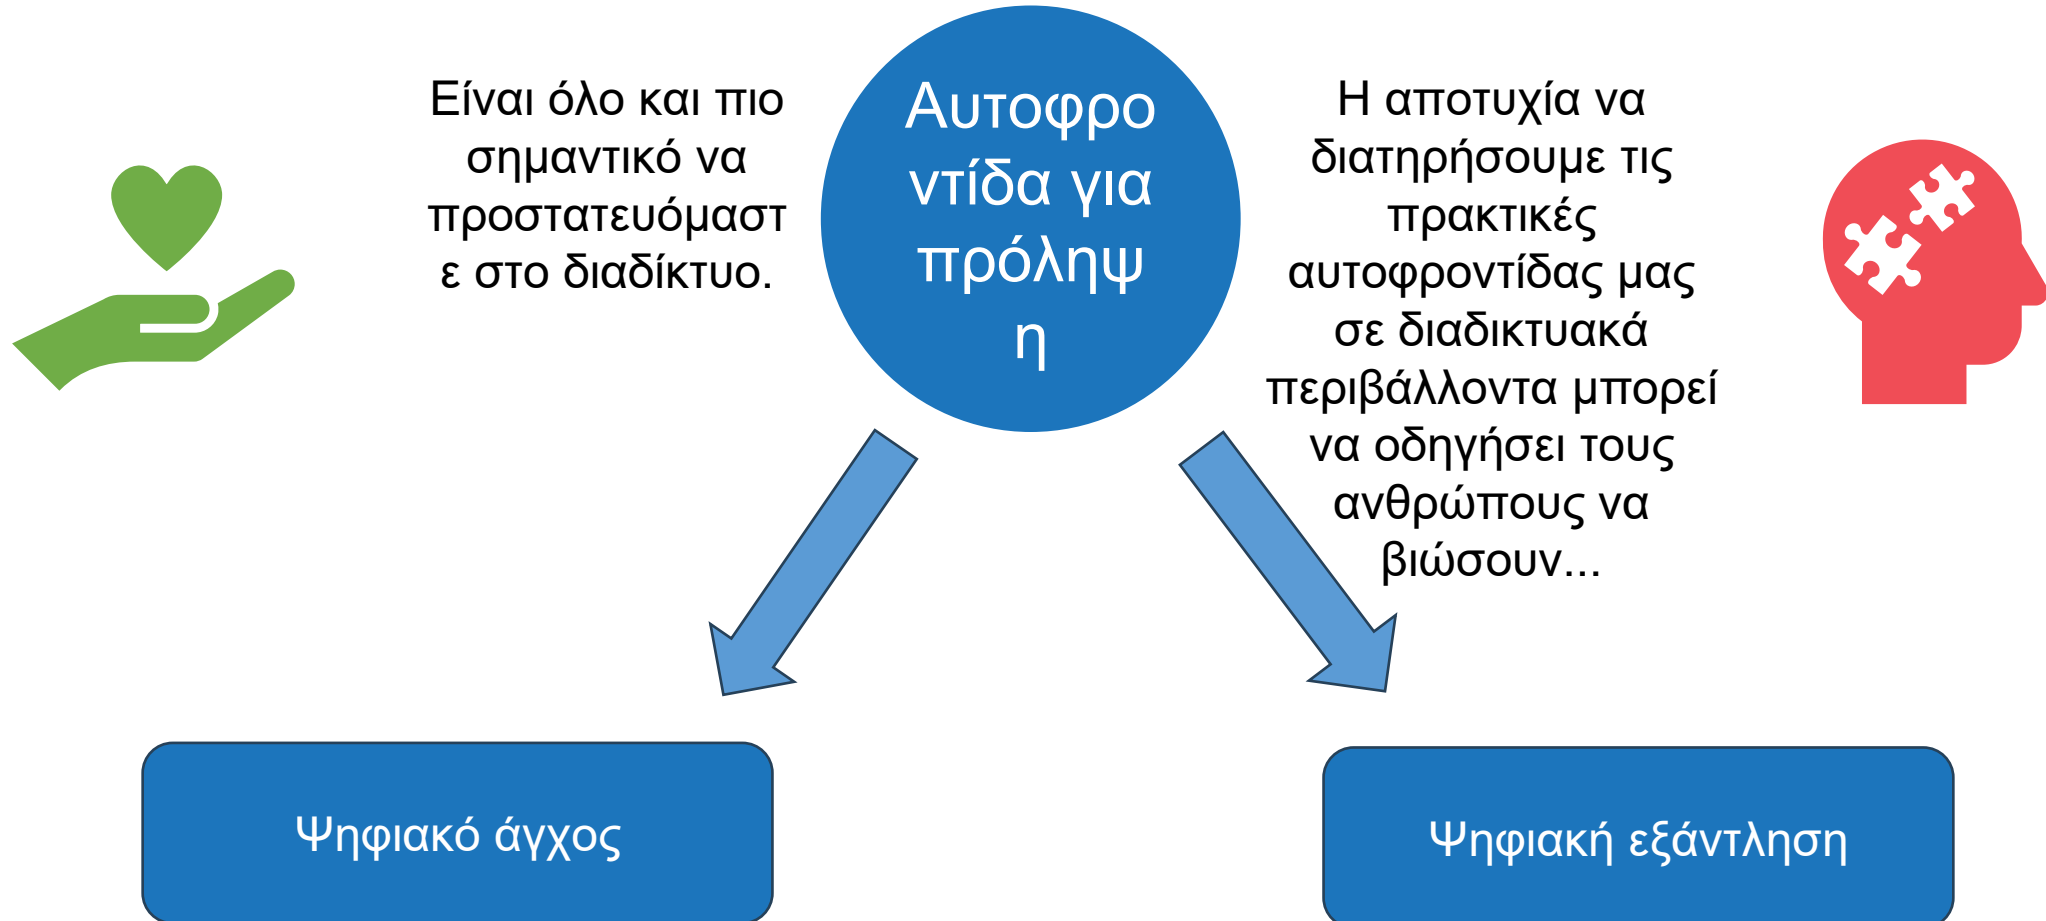 Είναι όλο και πιο
σημαντικό να
προστατευόμαστ
ε στο διαδίκτυο.
Αυτοφρο
ντίδα για
πρόληψ
η
Η αποτυχία να
διατηρήσουμε τις
πρακτικές
αυτοφροντίδας μας
σε διαδικτυακά
περιβάλλοντα μπορεί
να οδηγήσει τους
ανθρώπους να
βιώσουν...
Ψηφιακό άγχος
Ψηφιακή εξάντληση